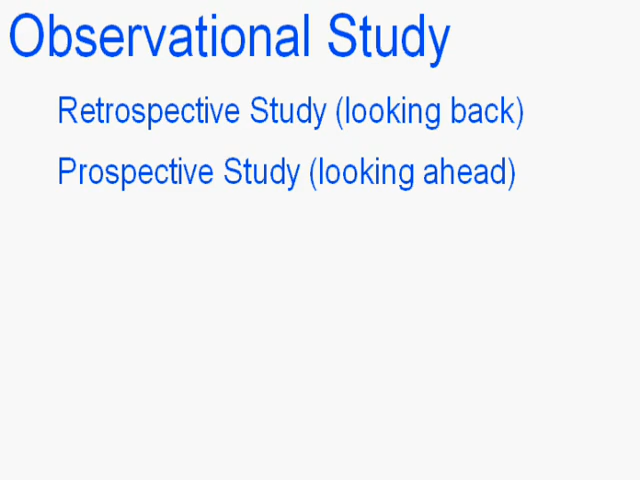 Observational Study
Retrospective Study (looking back)
Prospective Study (looking ahead)